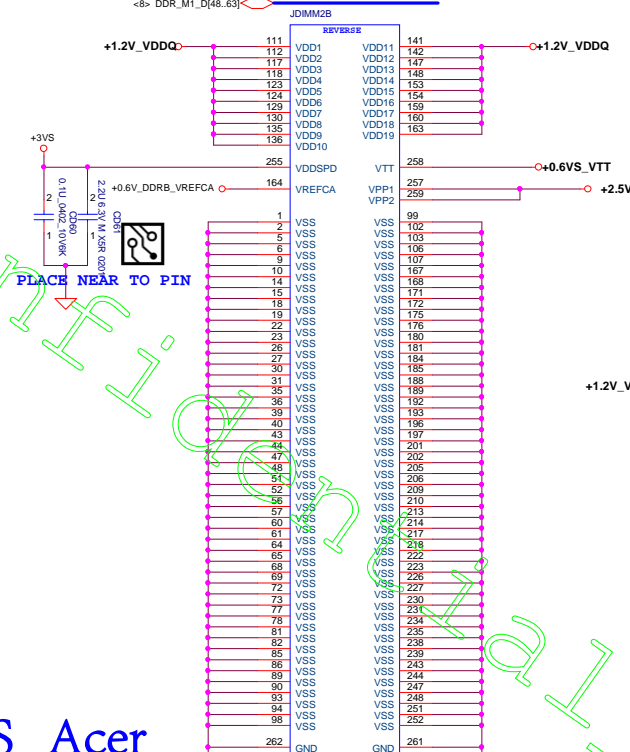 <8> DDR_M1_D[48..63]
JDIMM2B
REVERSE
+1.2V_VDDQ 111 VDD1 VDD11 141 +1.2V_VDDQ
112 VDD2 VDD12 142
117 VDD3 VDD13 147
118 VDD4 VDD14 148
123 VDD5 VDD15 153
124 VDD6 VDD16 154
129 VDD7 VDD17 159
130 VDD8 VDD18 160
135 VDD9 VDD19 163
136 VDD10
+3VS
255 VDDSPD VTT 258 +0.6VS_VTT
+0.6V_DDRB_VREFCA 164 VREFCA VPP1 257 +2.5V
VPP2 259
2 2
0.1U_0402_10V6K
CD60
2.2U 6.3V M X5R 0201
CD61
1 1
PLACE NEAR TO PIN
1 VSS VSS 99
2 VSS VSS 102
5 VSS VSS 103
6 VSS VSS 106
9 VSS VSS 107
10 VSS VSS 167
14 VSS VSS 168
15 VSS VSS 171
18 VSS VSS 172
19 VSS VSS 175
22 VSS VSS 176
23 VSS VSS 180
26 VSS VSS 181
27 VSS VSS 184
30 VSS VSS 185
31 VSS VSS 188
35 VSS VSS 189
36 VSS VSS 192
39 VSS VSS 193
40 VSS VSS 196
43 VSS VSS 197
44 VSS VSS 201
47 VSS VSS 202
48 VSS VSS 205
51 VSS VSS 206
52 VSS VSS 209
56 VSS VSS 210
57 VSS VSS 213
60 VSS VSS 214
61 VSS VSS 217
64 VSS VSS 218
65 VSS VSS 222
68 VSS VSS 223
69 VSS VSS 226
72 VSS VSS 227
73 VSS VSS 230
77 VSS VSS 231
78 VSS VSS 234
81 VSS VSS 235
82 VSS VSS 238
85 VSS VSS 239
86 VSS VSS 243
89 VSS VSS 244
90 VSS VSS 247
93 VSS VSS 248
94 VSS VSS 251
98 VSS VSS 252
262 GND GND 261
+1.2V_V
nfidential
S Acer